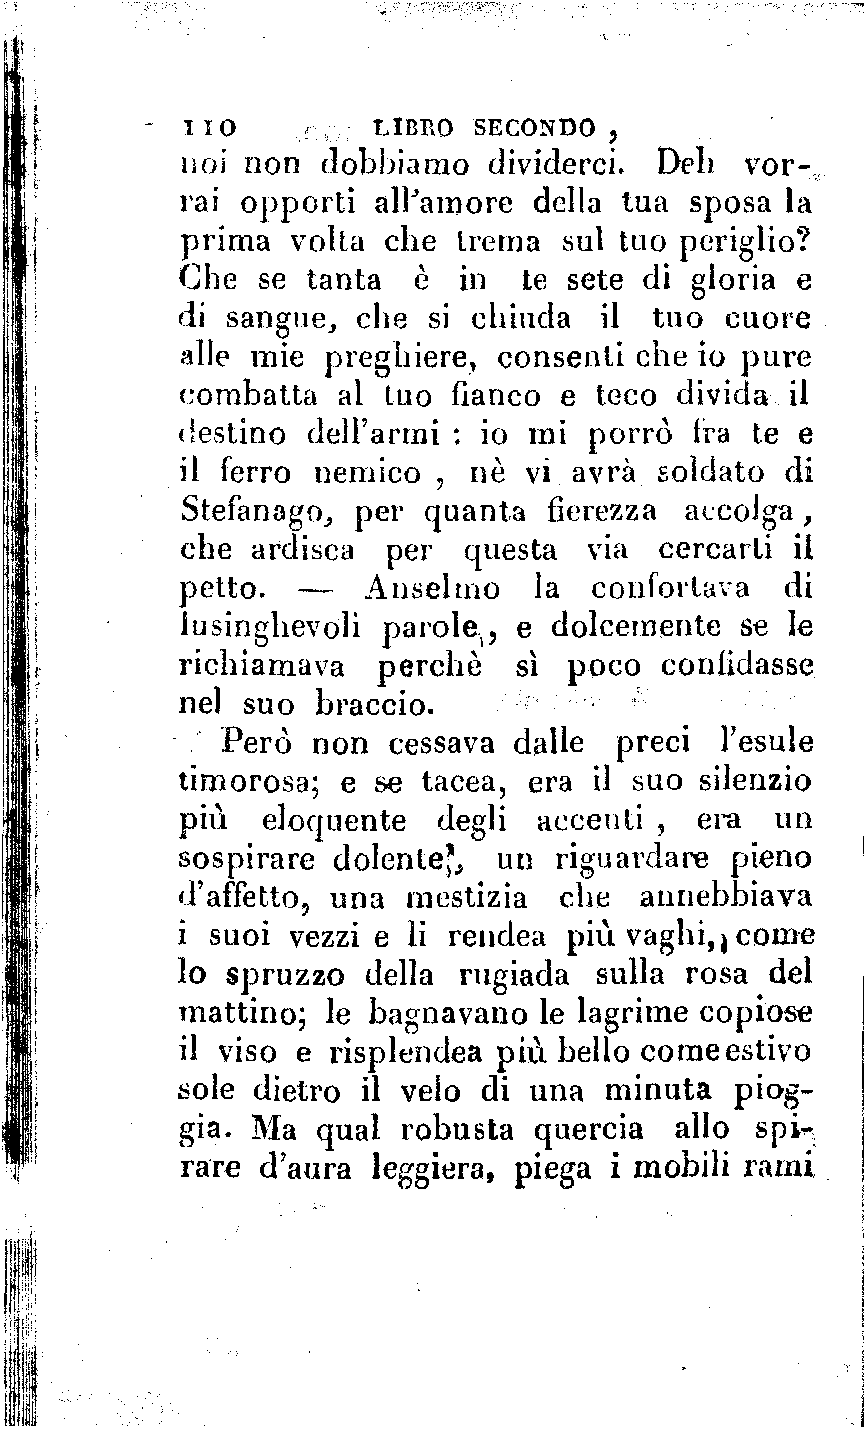 110 LIBRO SECONDO ,
noi non dobbiamo dividerci. Deh vor-
rai opporti all'amore della tua sposa la
prima volta che trema sul tuo periglio?
Che se tanta è in te sete di gloria e
di sangue, che si chiuda il tuo cuore
alle mie preghiere, consenti che io pure
combatta al tuo fianco e teco divida il
destino dell'armi : io mi porrò fra te e
il ferro nemico , nè vi avrà soldato di
Stefanago, per quanta fierezza accolga ,
che ardisca per questa via cercarti il
petto. — Anselmo la confortava di
lusinghevoli parole, e dolcemente se le
richiamava perchè sì poco confidasse
nel suo braccio.
Però non cessava dalle preci l'esule
timorosa; e se tacea, era il suo silenzio
più eloquente degli accenti , era un
sospirare dolente, un riguardare pieno
d'affetto, una mestizia che annebbiava
i suoi vezzi e li rendea più vaghi, come
lo spruzzo della rugiada sulla rosa del
mattino; le bagnavano le lagrime copiose
il viso e risplendea più bello come estivo
sole dietro il velo di una minuta piog-
gia. Ma qual robusta quercia allo spi-
rare d'aura leggiera, piega i mobili rami